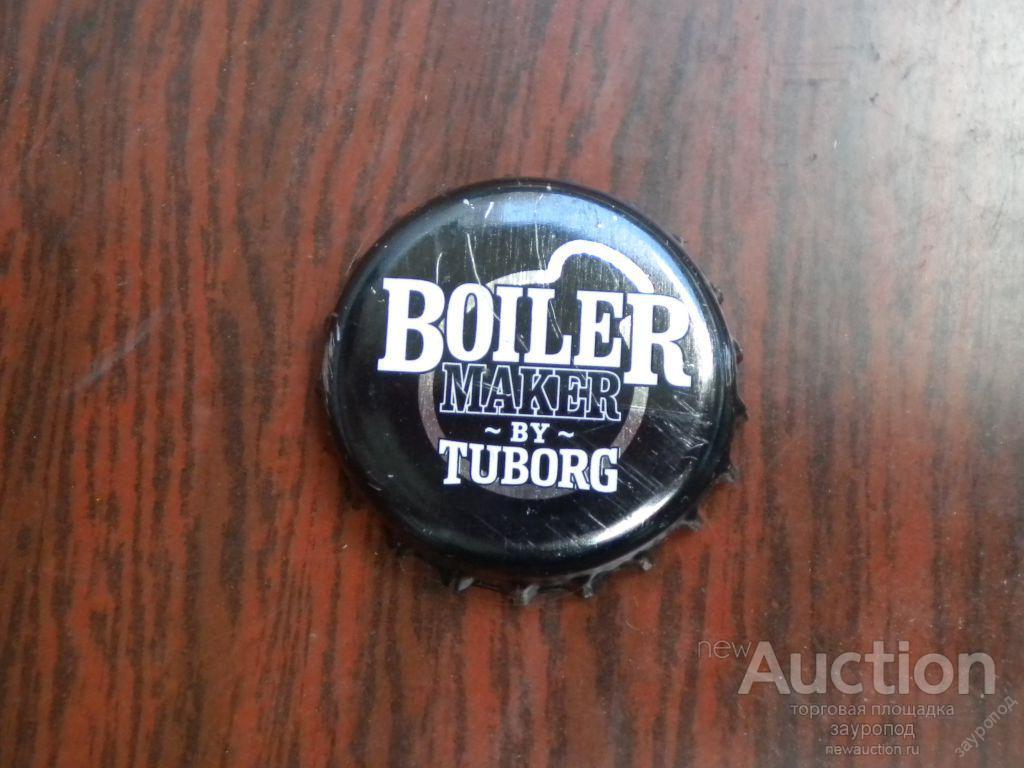 BOILER
MAKER
~ BY ~
TUBORG
newAuction
торговая площадка
зауропод
newauction.ru
зауропод